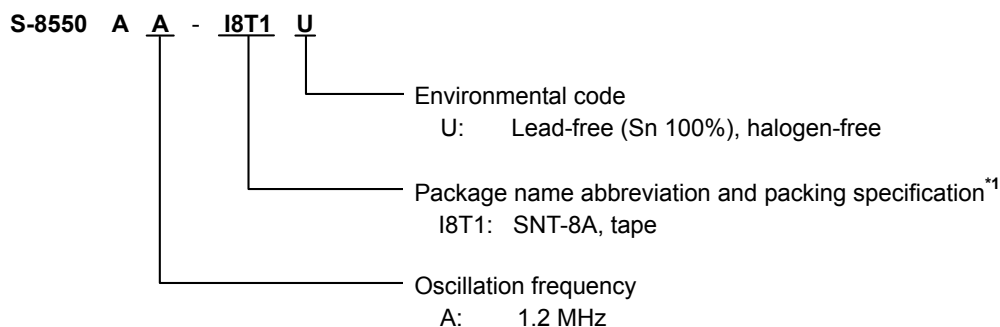 S-8550 A A - I8T1 U
Environmental code
U: Lead-free (Sn 100%), halogen-free
Package name abbreviation and packing specification*1
I8T1: SNT-8A, tape
Oscillation frequency
A: 1.2 MHz